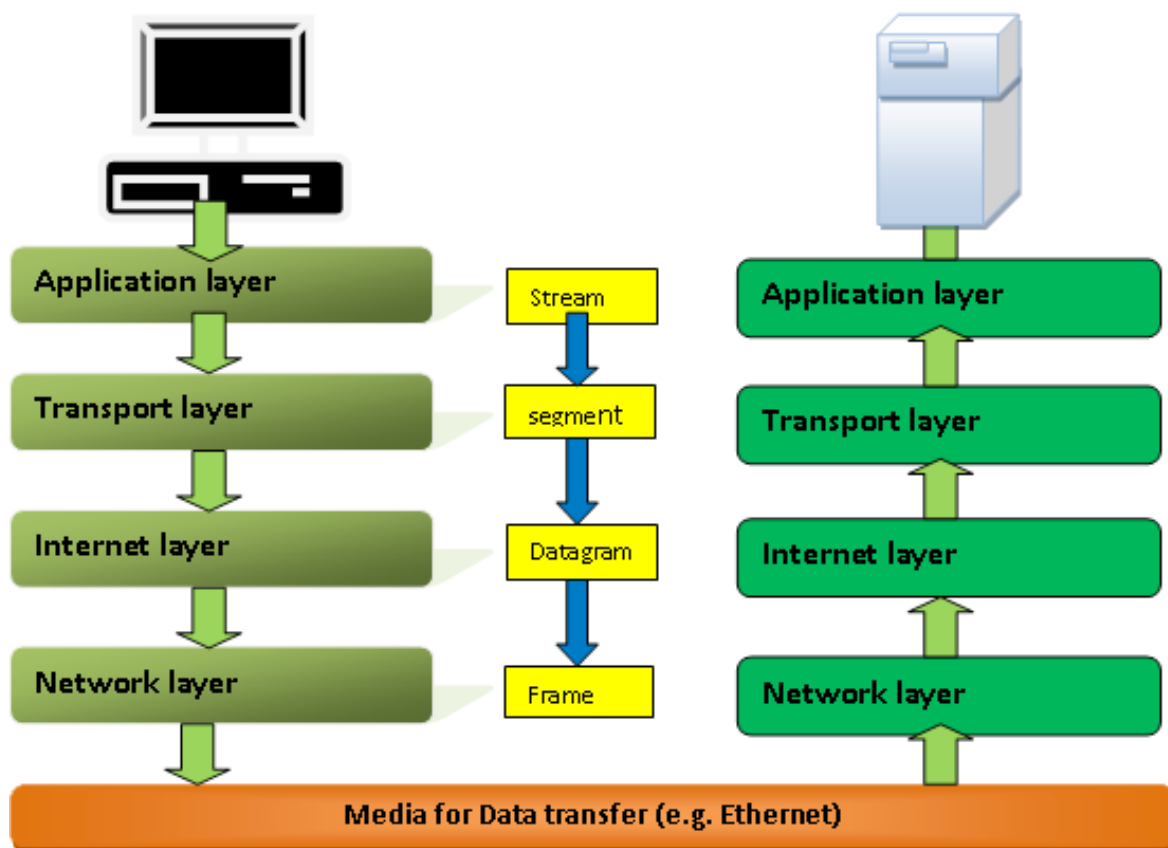 Application layer
Stream
Application layer
Transport layer
segment
Transport layer
Internet layer
Datagram
Internet layer
Network layer
Frame
Network layer
Media for Data transfer (e.g. Ethernet)